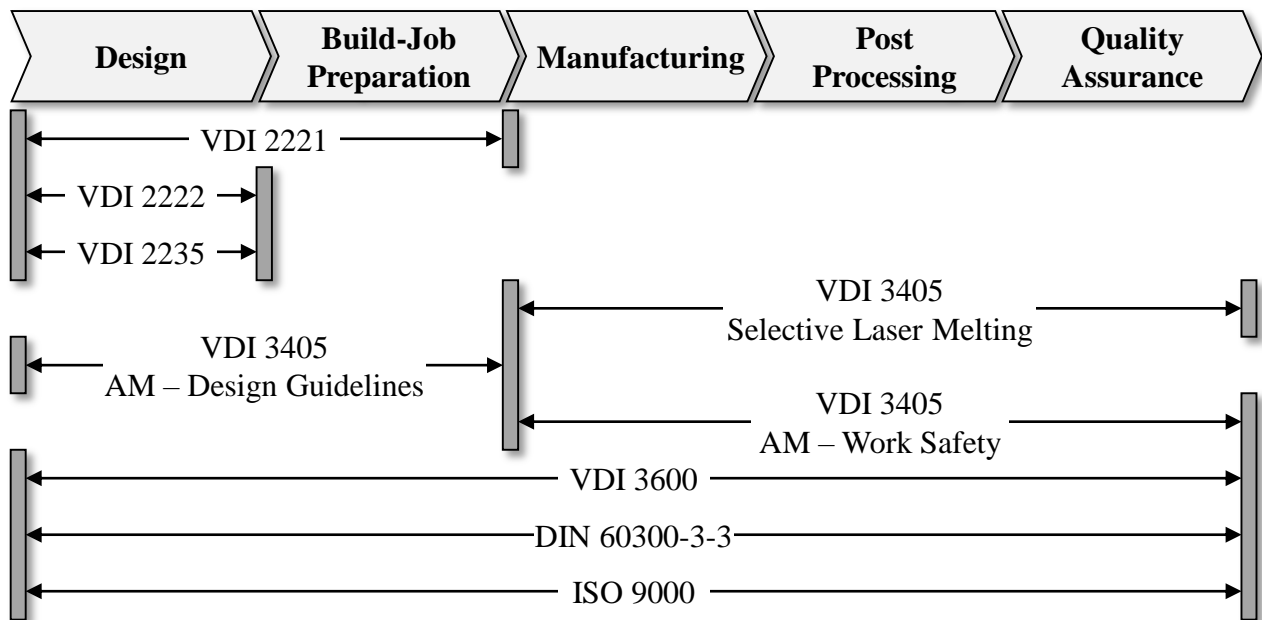 Design
Build-Job
Preparation
Manufacturing
Post
Processing
Quality
Assurance
VDI 2221
VDI 2222
VDI 2235
VDI 3405
Selective Laser Melting
VDI 3405
AM – Design Guidelines
VDI 3405
AM – Work Safety
VDI 3600
DIN 60300-3-3
ISO 9000